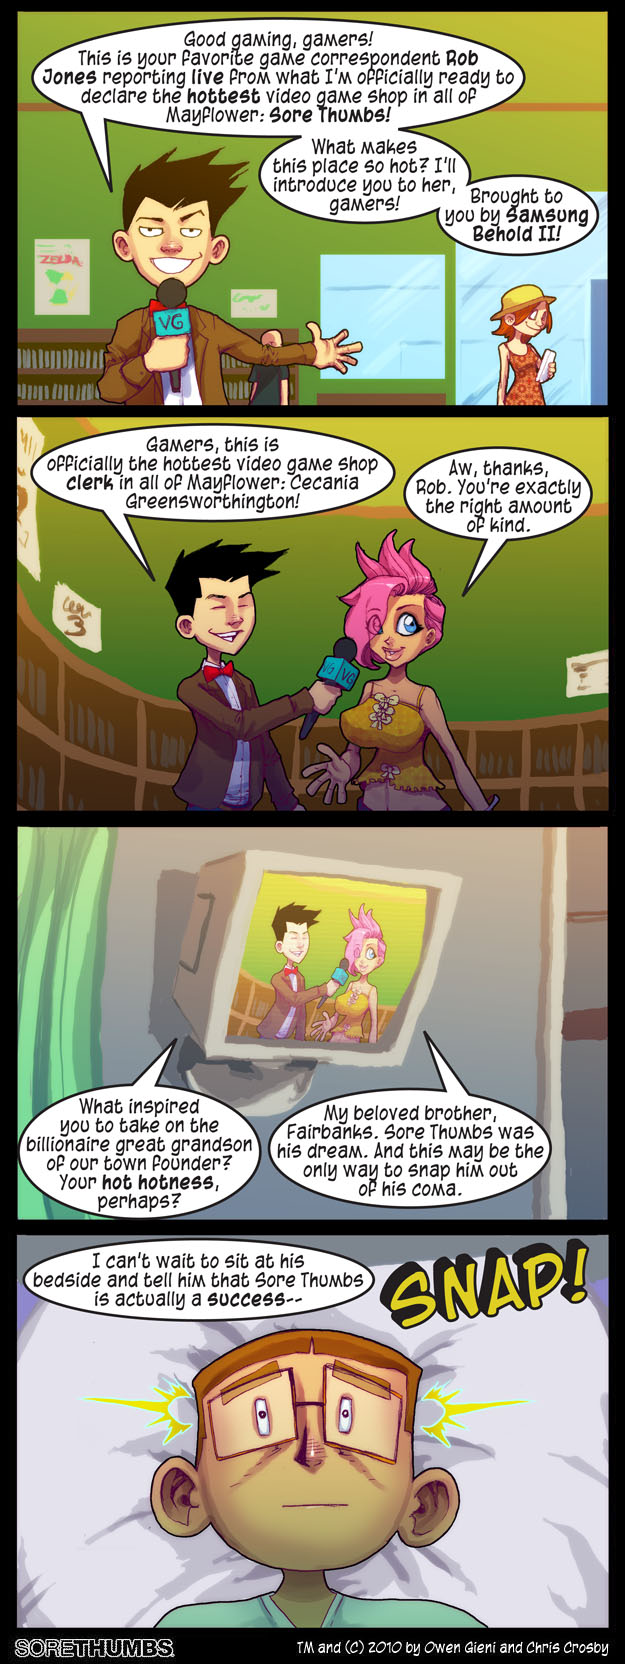 Good gaming, gamers!
This is your favorite game correspondent Rob
Jones reporting live from what I'm officially ready to
declare the hottest video game shop in all of
Mayflower: Sore Thumbs!
What makes
this place so hot? I'll
introduce you to her,
gamers!
Brought to
you by Samsung
Behold II!
ZELDA
VG
Gamers, this is
officially the hottest video game shop
clerk in all of Mayflower: Cecania
Greensworthington!
Aw, thanks,
Rob. You're exactly
the right amount
of kind.
3
VG
VG
What inspired
you to take on the
billionaire great grandson
of our town founder?
Your hot hotness,
perhaps?
My beloved brother,
Fairbanks. Sore Thumbs was
his dream. And this may be the
only way to snap him out
of his coma.
I can't wait to sit at his
bedside and tell him that Sore Thumbs
is actually a success--
SNAP!
SORETHUMBS
TM and (C) 2010 by Owen Gieni and Chris Crosby